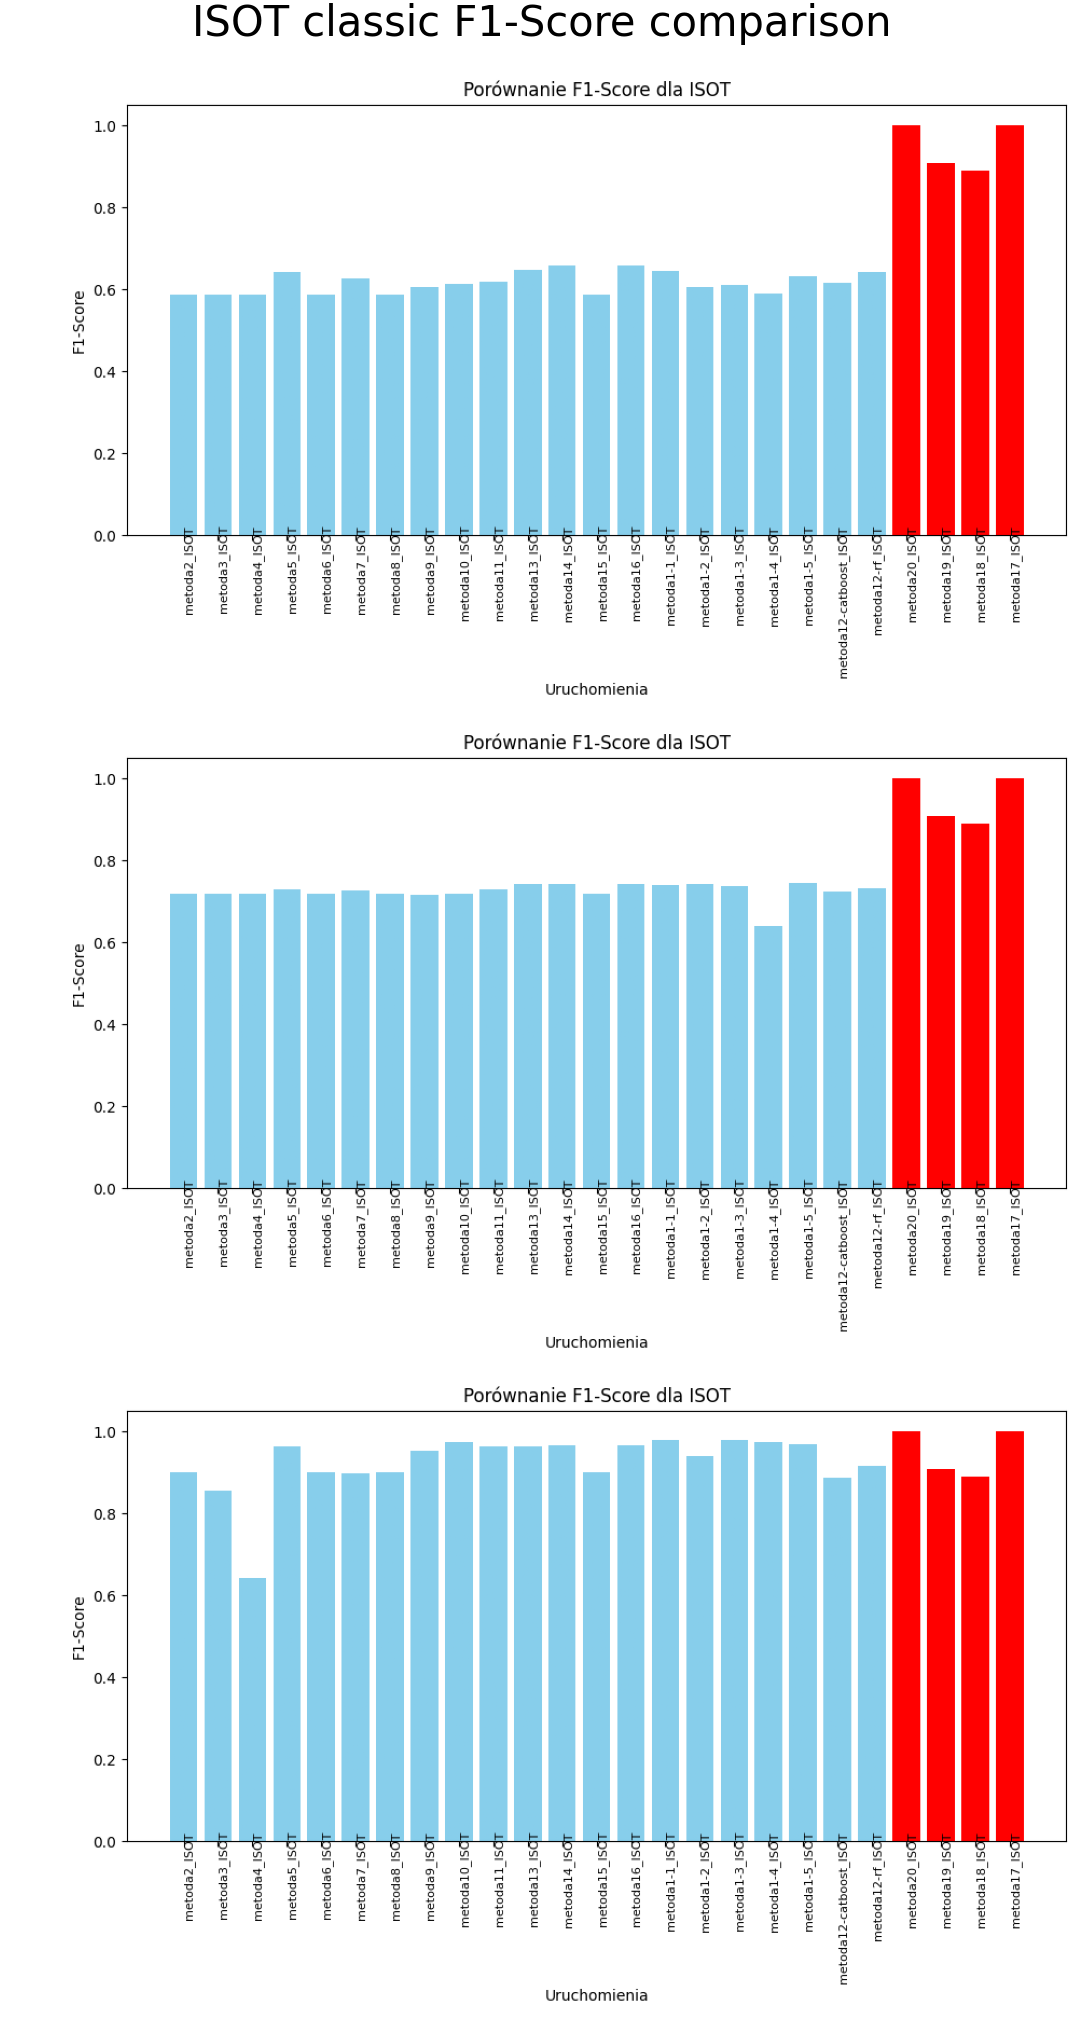 ISOT classic F1-Score comparison
Porównanie F1-Score dla ISOT
1.0
0.8
0.6
0.4
0.2
0.0
F1-Score
metoda2_ISOT
metoda3_ISOT
metoda4_ISOT
metoda5_ISOT
metoda6_ISOT
metoda7_ISOT
metoda8_ISOT
metoda9_ISOT
metoda10_ISOT
metoda11_ISOT
metoda13_ISOT
metoda14_ISOT
metoda15_ISOT
metoda16_ISOT
metoda1-1_ISOT
metoda1-2_ISOT
metoda1-3_ISOT
metoda1-4_ISOT
metoda1-5_ISOT
metoda12-catboost_ISOT
metoda12-rf_ISOT
metoda20_ISOT
metoda19_ISOT
metoda18_ISOT
metoda17_ISOT
Uruchomienia
Porównanie F1-Score dla ISOT
1.0
0.8
0.6
0.4
0.2
0.0
F1-Score
metoda2_ISOT
metoda3_ISOT
metoda4_ISOT
metoda5_ISOT
metoda6_ISOT
metoda7_ISOT
metoda8_ISOT
metoda9_ISOT
metoda10_ISOT
metoda11_ISOT
metoda13_ISOT
metoda14_ISOT
metoda15_ISOT
metoda16_ISOT
metoda1-1_ISOT
metoda1-2_ISOT
metoda1-3_ISOT
metoda1-4_ISOT
metoda1-5_ISOT
metoda12-catboost_ISOT
metoda12-rf_ISOT
metoda20_ISOT
metoda19_ISOT
metoda18_ISOT
metoda17_ISOT
Uruchomienia
Porównanie F1-Score dla ISOT
1.0
0.8
0.6
0.4
0.2
0.0
F1-Score
metoda2_ISOT
metoda3_ISOT
metoda4_ISOT
metoda5_ISOT
metoda6_ISOT
metoda7_ISOT
metoda8_ISOT
metoda9_ISOT
metoda10_ISOT
metoda11_ISOT
metoda13_ISOT
metoda14_ISOT
metoda15_ISOT
metoda16_ISOT
metoda1-1_ISOT
metoda1-2_ISOT
metoda1-3_ISOT
metoda1-4_ISOT
metoda1-5_ISOT
metoda12-catboost_ISOT
metoda12-rf_ISOT
metoda20_ISOT
metoda19_ISOT
metoda18_ISOT
metoda17_ISOT
Uruchomienia